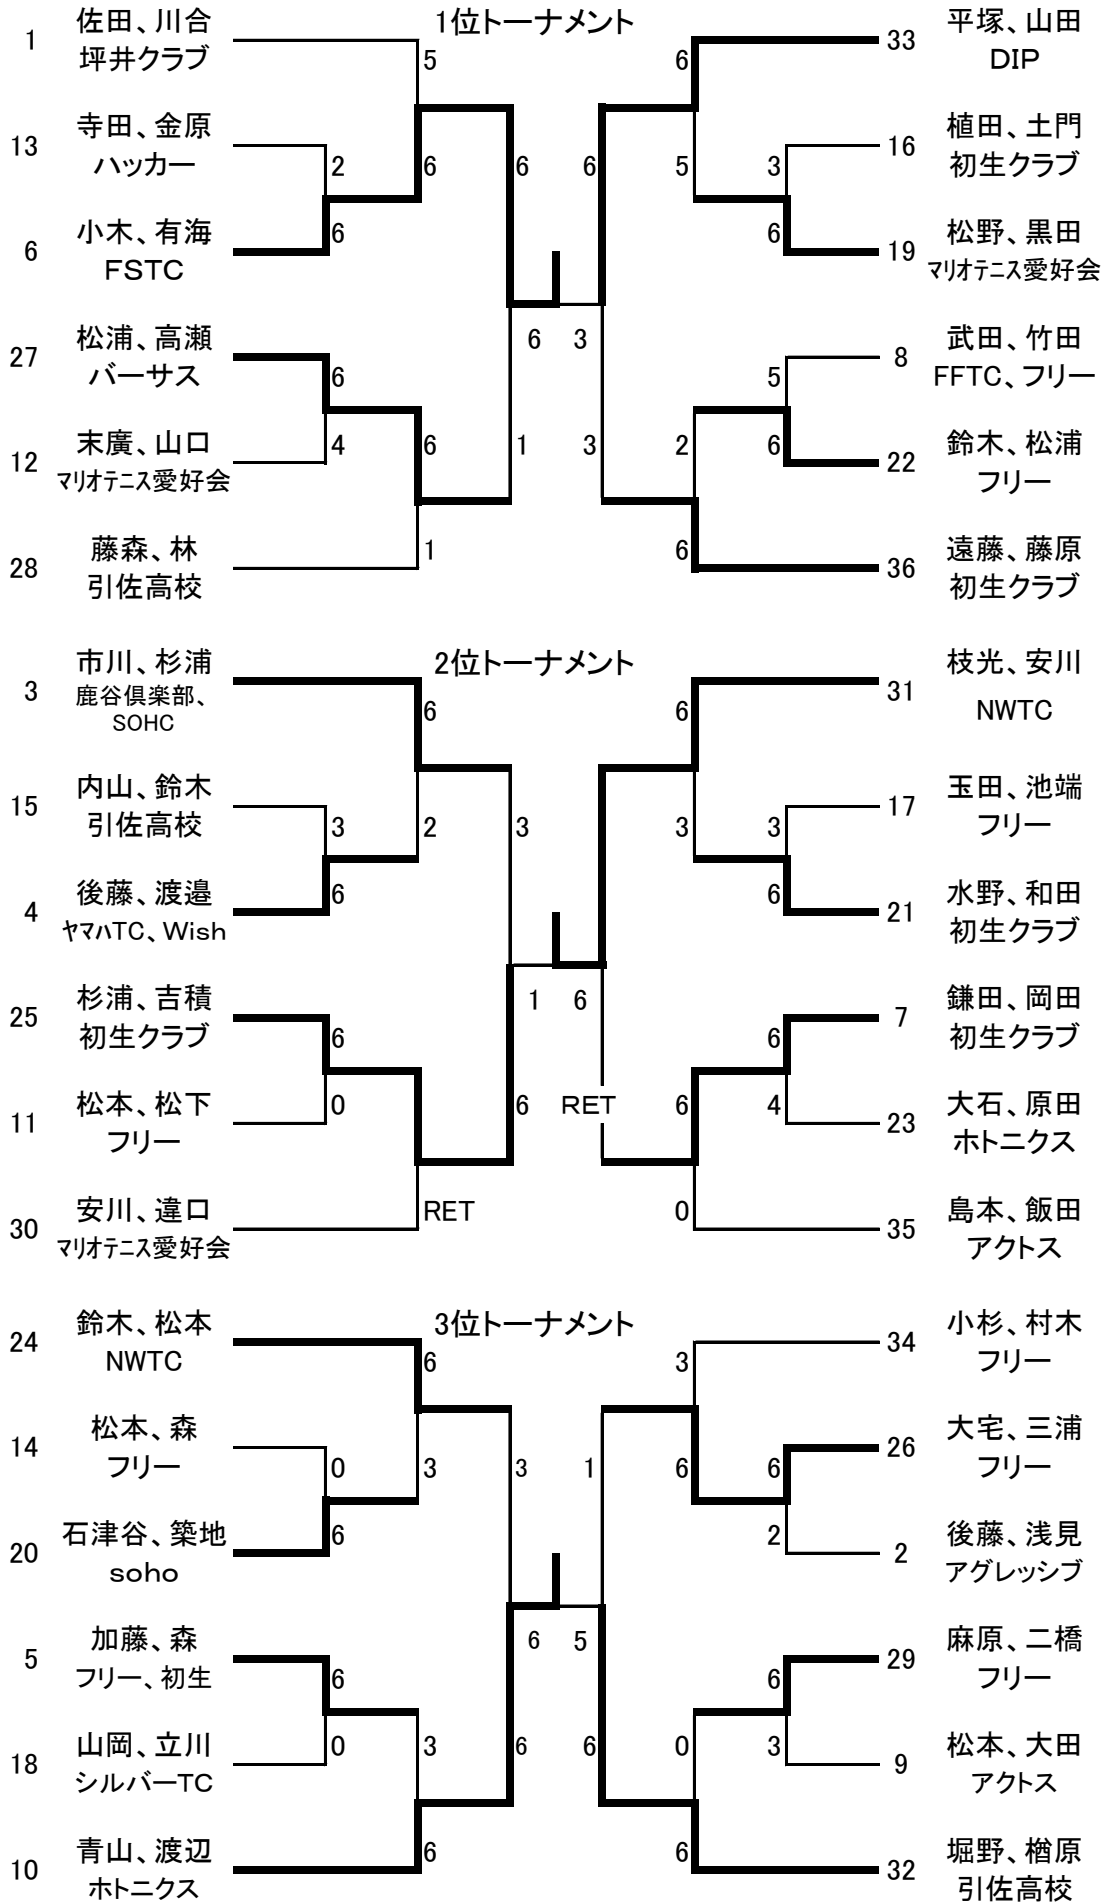 1位トーナメント
1
佐田、川合
坪井クラブ
5
13
寺田、金原
ハッカー
2
6
6
6
小木、有海
FSTC
6
27
松浦、高瀬
バーサス
6
12
末廣、山口
マリオテニス愛好会
4
6
1
28
藤森、林
引佐高校
1
6 3
6
33
平塚、山田
DIP
6
5
3
16
植田、土門
初生クラブ
6
19
松野、黒田
マリオテニス愛好会
5
8
武田、竹田
FFTC、フリー
3
2
6
22
鈴木、松浦
フリー
6
36
遠藤、藤原
初生クラブ
2位トーナメント
3
市川、杉浦
鹿谷倶楽部、
SOHC
6
15
内山、鈴木
引佐高校
3
2
3
4
後藤、渡邉
ヤマハTC、Wish
6
25
杉浦、吉積
初生クラブ
6
11
松本、松下
フリー
0
6
30
安川、違口
マリオテニス愛好会
RET
1 6
6
31
枝光、安川
NWTC
3
3
17
玉田、池端
フリー
6
21
水野、和田
初生クラブ
6
7
鎌田、岡田
初生クラブ
RET
6
4
23
大石、原田
ホトニクス
0
35
島本、飯田
アクトス
3位トーナメント
24
鈴木、松本
NWTC
6
14
松本、森
フリー
0
3
3
20
石津谷、築地
soho
6
5
加藤、森
フリー、初生
6
18
山岡、立川
シルバーTC
0
3
6
10
青山、渡辺
ホトニクス
6
6 5
3
34
小杉、村木
フリー
1
6
6
26
大宅、三浦
フリー
2
2
後藤、浅見
アグレッシブ
6
29
麻原、二橋
フリー
6
0
3
9
松本、大田
アクトス
6
32
堀野、楢原
引佐高校